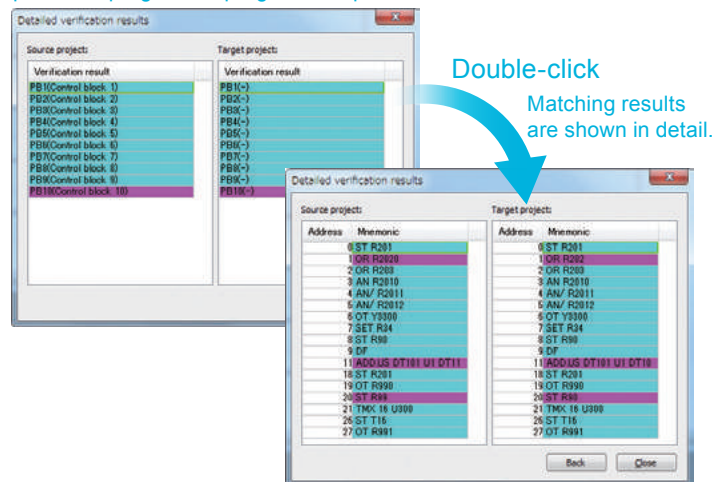 Detailed verification results
Source project:
Target project:
Verification result
Verification result
PB1(Control block 1)
PB1(-)
PB2(Control block 2)
PB2(-)
PB3(Control block 3)
PB3(-)
PB4(Control block 4)
PB4(-)
PB5(Control block 5)
PB5(-)
PB6(Control block 6)
PB6(-)
PB7(Control block 7)
PB7(-)
PB8(Control block 8)
PB8(-)
PB9(Control block 9)
PB9(-)
PB10(Control block 10)
PB10(-)
Double-click
Matching results
are shown in detail.
Detailed verification results
Source project:
Target project:
Address Mnemonic
Address Mnemonic
0 ST R201
0 ST R201
1 OR R2020
1 OR R202
2 OR R203
2 OR R203
3 AN R2010
3 AN R2010
4 AN/ R2011
4 AN/ R2011
5 AN/ R2012
5 AN/ R2012
6 OT Y3300
6 OT Y3300
7 SET R34
7 SET R34
8 ST R90
8 ST R90
9 DF
9 DF
11 ADD.US DT101 U1 DT11
11 ADD.US DT101 U1 DT10
18 ST R201
18 ST R201
19 OT R990
19 OT R990
20 ST R99
20 ST R90
21 TMX 16 U300
21 TMX 16 U300
26 ST T16
26 ST T16
27 OT R991
27 OT R991
Back
Close